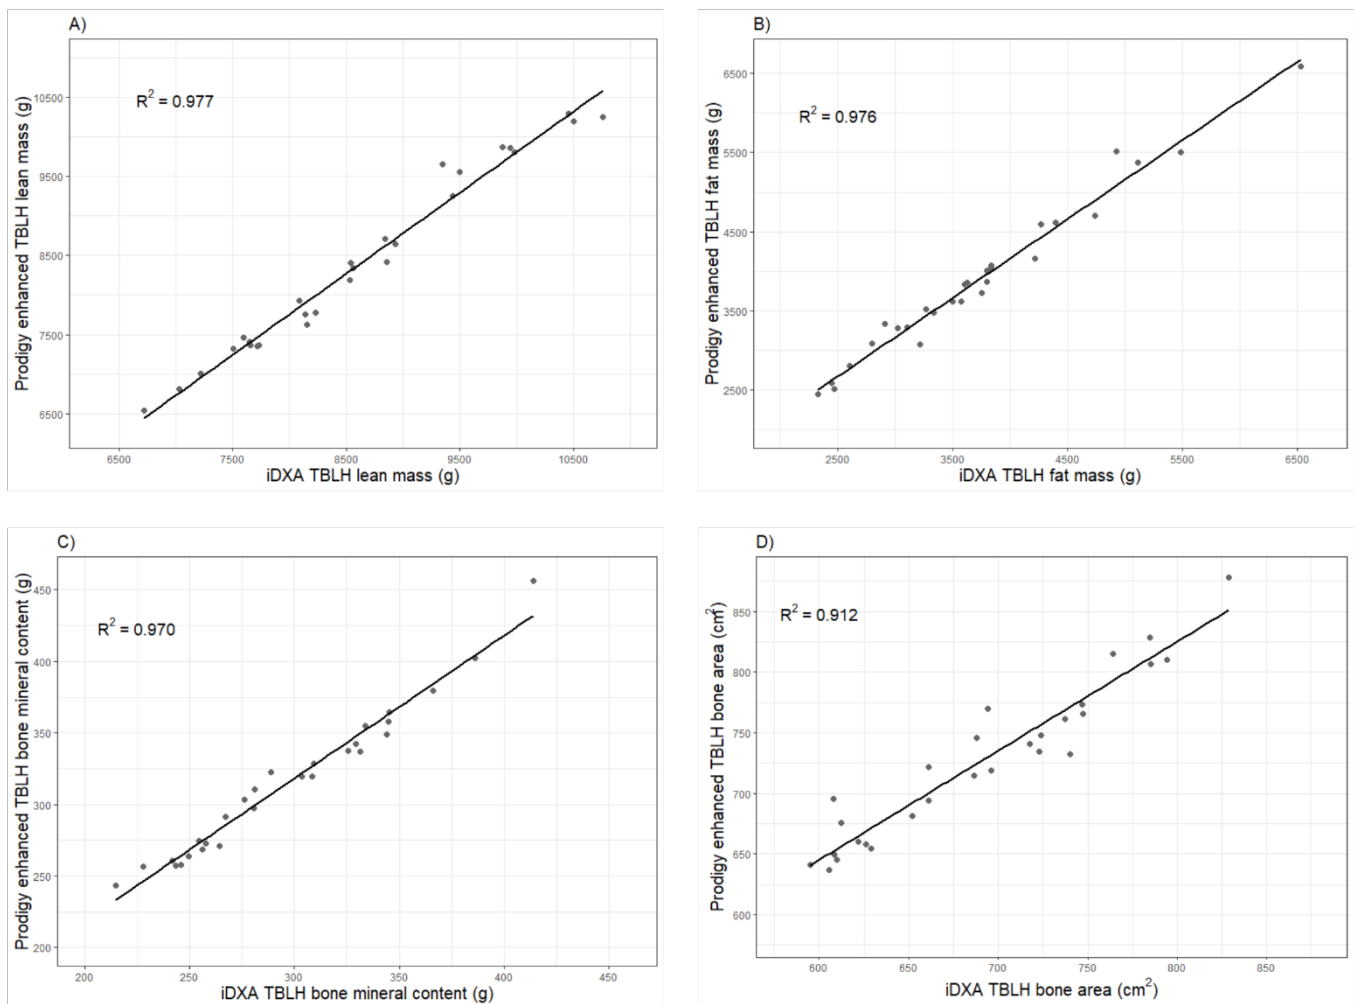 A)
R² = 0.977
Prodigy enhanced TBLH lean mass (g)
10500
9500
8500
7500
6500
6500 7500 8500 9500 10500
iDXA TBLH lean mass (g)
B)
R² = 0.976
Prodigy enhanced TBLH fat mass (g)
6500
5500
4500
3500
2500
2500 3500 4500 5500 6500
iDXA TBLH fat mass (g)
C)
R² = 0.970
Prodigy enhanced TBLH bone mineral content (g)
450
400
350
300
250
200
200 250 300 350 400 450
iDXA TBLH bone mineral content (g)
D)
R² = 0.912
Prodigy enhanced TBLH bone area (cm²)
850
800
750
700
650
600
600 650 700 750 800 850
iDXA TBLH bone area (cm²)